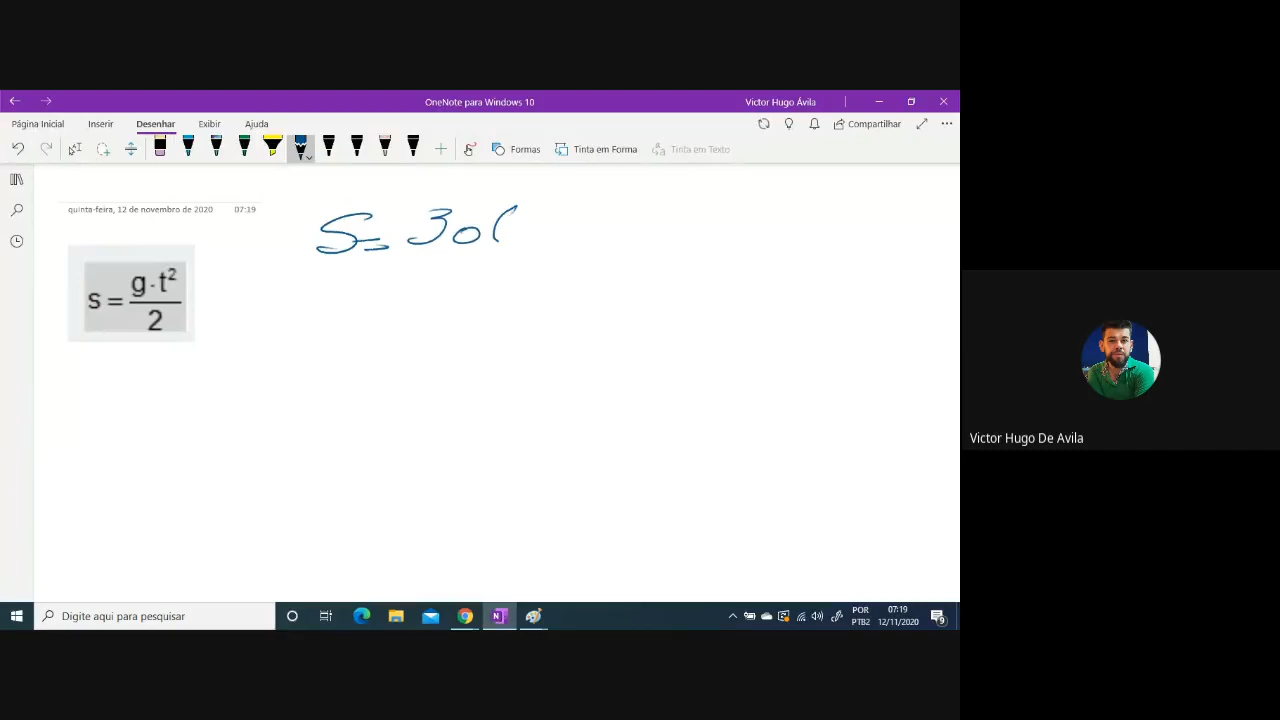 OneNote para Windows 10
Victor Hugo Ávila
Página Inicial Inserir Desenhar Exibir Ajuda
Compartilhar
Formas Tinta em Forma Tinta em Texto
quinta-feira, 12 de novembro de 2020 07:19
S= 30(
s = g·t²
2
Victor Hugo De Avila
Digite aqui para pesquisar
POR
PTB2
07:19
12/11/2020
9